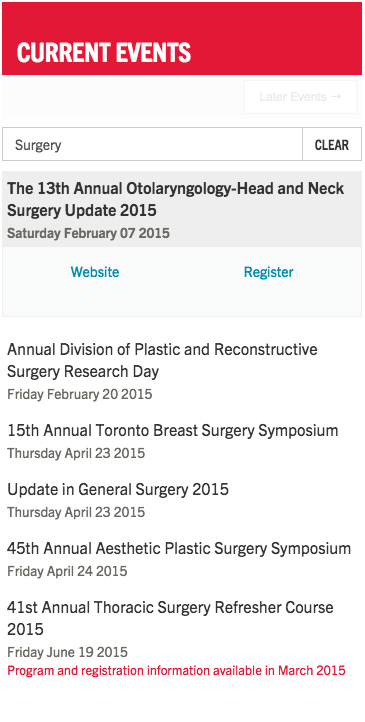 CURRENT EVENTS
Later Events →
Surgery
CLEAR
The 13th Annual Otolaryngology-Head and Neck
Surgery Update 2015
Saturday February 07 2015
Website
Register
Annual Division of Plastic and Reconstructive
Surgery Research Day
Friday February 20 2015
15th Annual Toronto Breast Surgery Symposium
Thursday April 23 2015
Update in General Surgery 2015
Thursday April 23 2015
45th Annual Aesthetic Plastic Surgery Symposium
Friday April 24 2015
41st Annual Thoracic Surgery Refresher Course
2015
Friday June 19 2015
Program and registration information available in March 2015